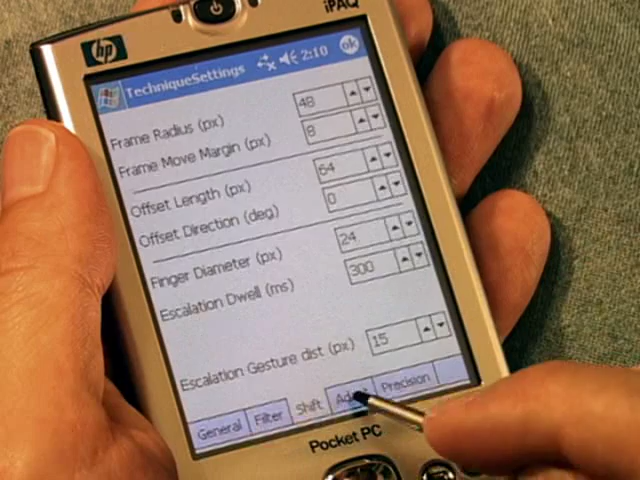 iPAQ
hp
TechniqueSettings 2:10 ok
Frame Radius (px) 48
Frame Move Margin (px) 8
Offset Length (px) 64
Offset Direction (deg) 0
Finger Diameter (px) 24
Escalation Dwell (ms) 300
Escalation Gesture dist (px) 15
General Filter Shift Precision
Pocket PC